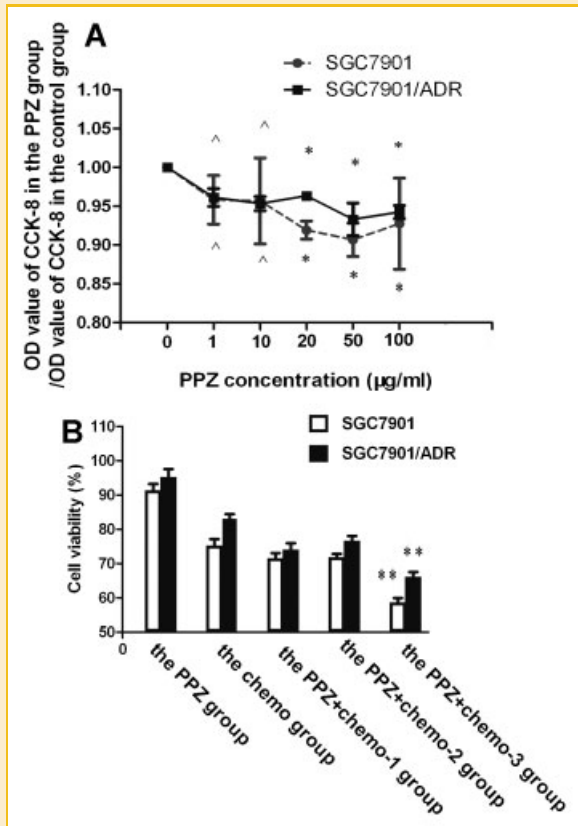 A
SGC7901
SGC7901/ADR
OD value of CCK-8 in the PPZ group
/OD value of CCK-8 in the control group
1.10
1.05
1.00
0.95
0.90
0.85
0.80
^ ^ * * *
^ ^ * * *
0 1 10 20 50 100
PPZ concentration (µg/ml)
B
SGC7901
SGC7901/ADR
Cell viability (%)
100
90
80
70
60
50
0
** **
the PPZ group
the chemo group
the PPZ+chemo-1 group
the PPZ+chemo-2 group
the PPZ+chemo-3 group